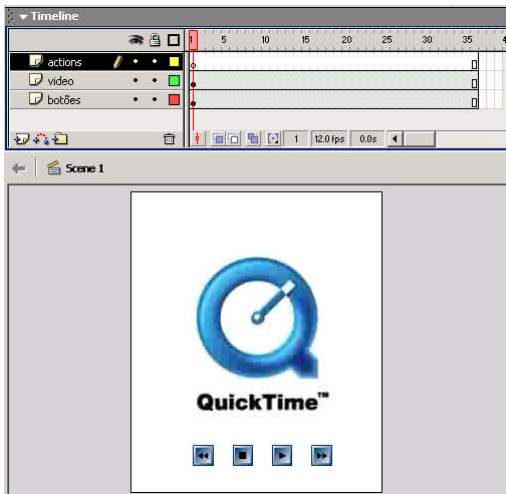 Timeline
1 5 10 15 20 25 30 35
actions
video
botões
1 12.0 fps 0.0s
Scene 1
QuickTime™